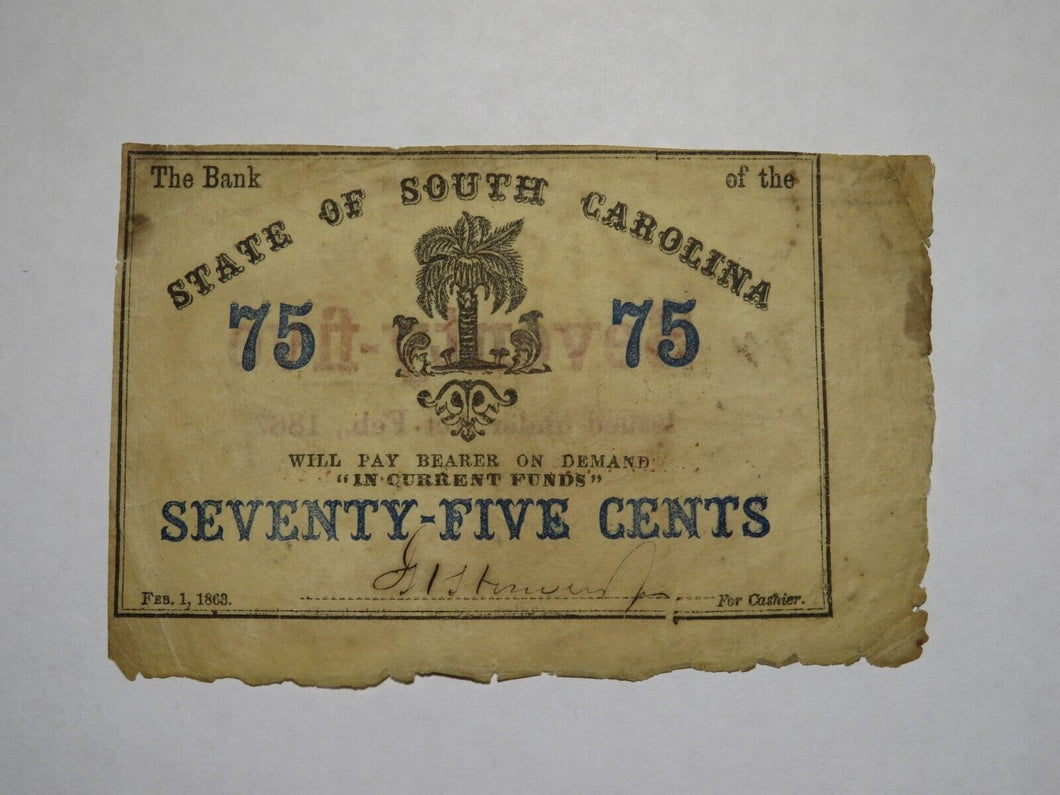 The Bank of the
STATE OF SOUTH CAROLINA
75 75
WILL PAY BEARER ON DEMAND
"IN CURRENT FUNDS"
SEVENTY-FIVE CENTS
FEB. 1, 1863. For Cashier.